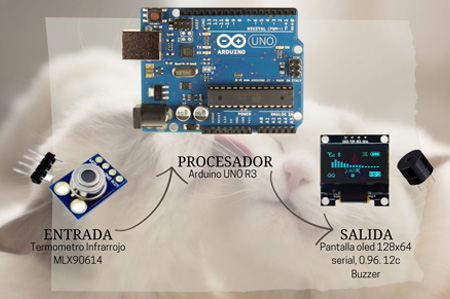 ARDUINO
UNO
PROCESADOR
Arduino UNO R3
ENTRADA
Termometro Infrarrojo
MLX90614
SALIDA
Pantalla oled 128x64
serial, 0.96. 12c
Buzzer